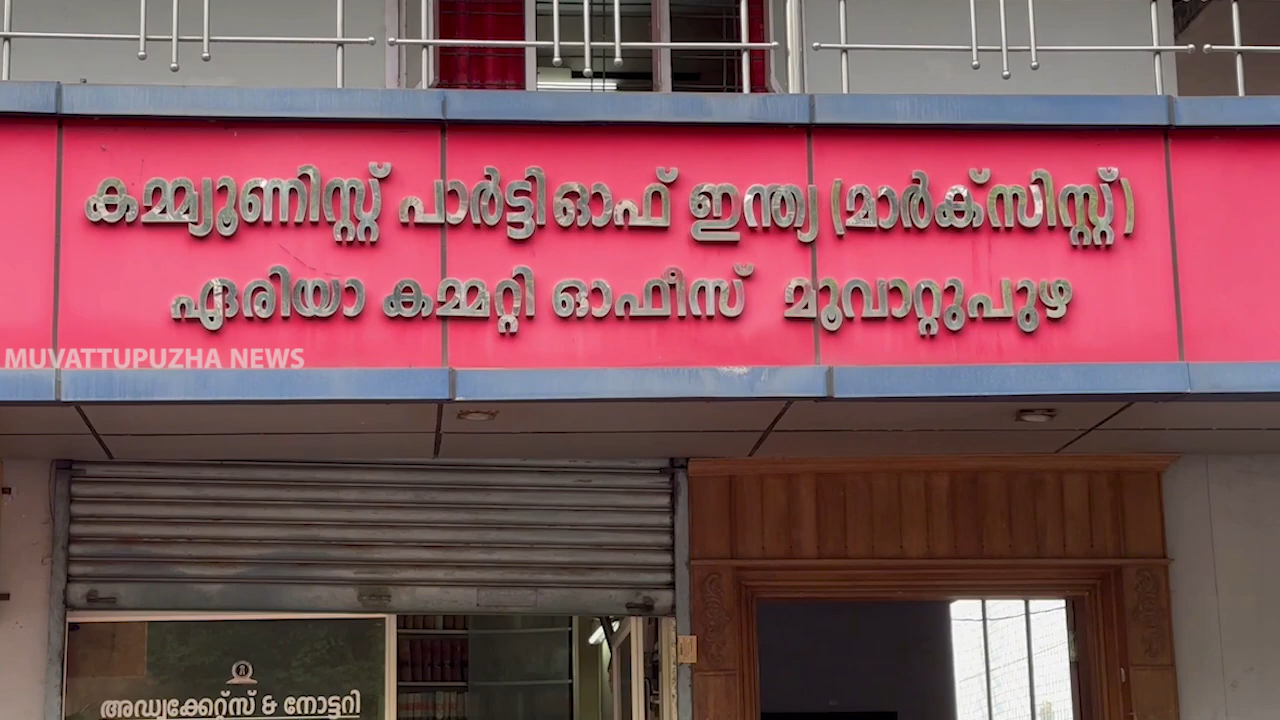 കമ്മ്യൂണിസ്റ്റ് പാർട്ടി ഓഫ് ഇന്ത്യ (മാർക്സിസ്റ്റ്)
ഏരിയാ കമ്മറ്റി ഓഫീസ് മൂവാറ്റുപുഴ
MUVATTUPUZHA NEWS
അഡ്വക്കേറ്റ്സ് & നോട്ടറി